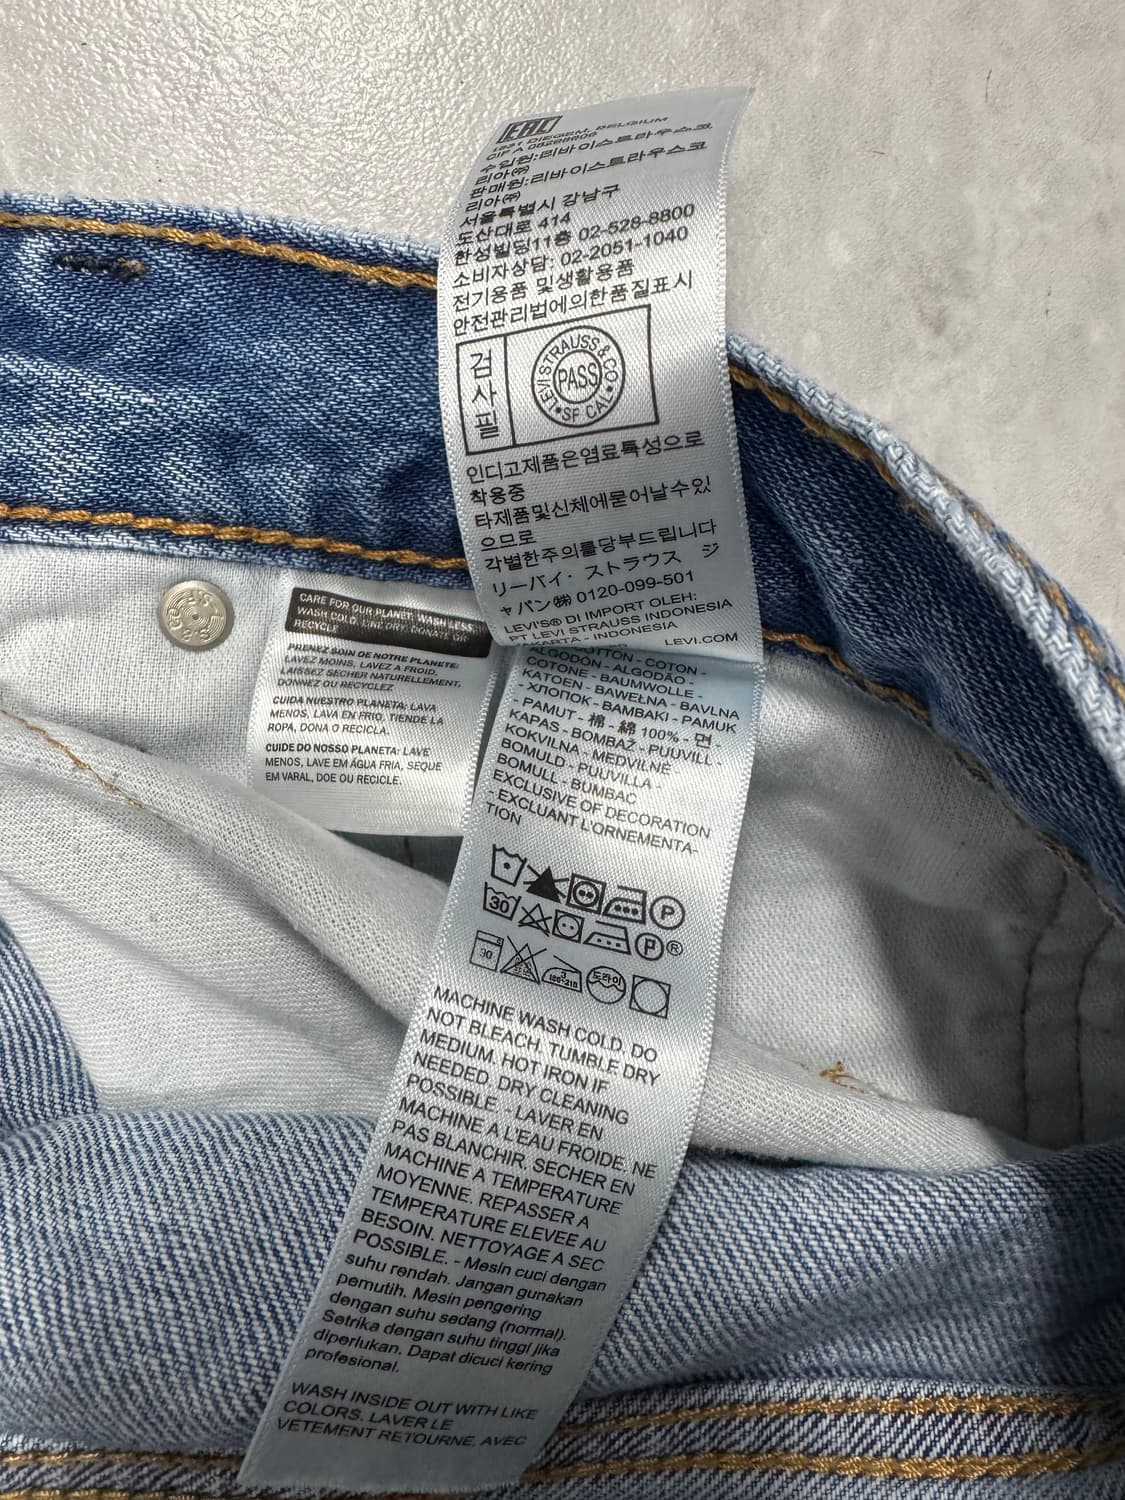 EAC
1831 DIEGEM, BELGIUM
수입원:리바이스트라우스코
리아㈜
판매원:리바이스트라우스코
리아㈜
서울특별시 강남구
도산대로 414
한성빌딩11층 02-528-8800
소비자상담: 02-2051-1040
전기용품 및생활용품
안전관리법에의한품질표시
검
사
필
LEVI STRAUSS & CO
PASS
SF CAL
인디고제품은염료특성으로
착용중
타제품및신체에묻어날수있
으므로
각별한주의를당부드립니다
リーバイ・ ストラウス ジ
ャパン㈱ 0120-099-501
LEVI'S® DI IMPORT OLEH:
PT LEVI STRAUSS INDONESIA
JAKARTA - INDONESIA LEVI.COM
COTTON - COTON -
ALGODÓN - ALGODÃO -
COTONE - BAUMWOLLE -
KATOEN - BAWEŁNA - BAVLNA
- ХЛОПОК - BAMBAKI - PAMUK
- PAMUT - 棉 - 綿 100% - 면 -
KAPAS - BOMBAŽ - PUUVILL -
KOKVILNA - MEDVILNĖ -
BOMULD - PUUVILLA -
BOMULL - BUMBAC
EXCLUSIVE OF DECORATION
- EXCLUANT L'ORNEMENTA-
TION
P
30
P®
30
3
180~210
드라이
MACHINE WASH COLD. DO
NOT BLEACH. TUMBLE DRY
MEDIUM. HOT IRON IF
NEEDED. DRY CLEANING
POSSIBLE - LAVER EN
MACHINE A L'EAU FROIDE. NE
PAS BLANCHIR. SECHER EN
MACHINE A TEMPERATURE
MOYENNE. REPASSER A
TEMPERATURE ELEVEE AU
BESOIN. NETTOYAGE A SEC
POSSIBLE. - Mesin cuci dengan
suhu rendah. Jangan gunakan
pemutih. Mesin pengering
dengan suhu sedang (normal).
Setrika dengan suhu tinggi jika
diperlukan. Dapat dicuci kering
profesional.
WASH INSIDE OUT WITH LIKE
COLORS. LAVER LE
VETEMENT RETOURNE, AVEC
CARE FOR OUR PLANET: WASH LESS,
WASH COLD, LINE DRY, DONATE OR
RECYCLE
PRENEZ SOIN DE NOTRE PLANETE:
LAVEZ MOINS, LAVEZ A FROID,
LAISSEZ SECHER NATURELLEMENT,
DONNEZ OU RECYCLEZ
CUIDA NUESTRO PLANETA: LAVA
MENOS, LAVA EN FRIO, TIENDE LA
ROPA, DONA O RECICLA.
CUIDE DO NOSSO PLANETA: LAVE
MENOS, LAVE EM ÁGUA FRIA, SEQUE
EM VARAL, DOE OU RECICLE.